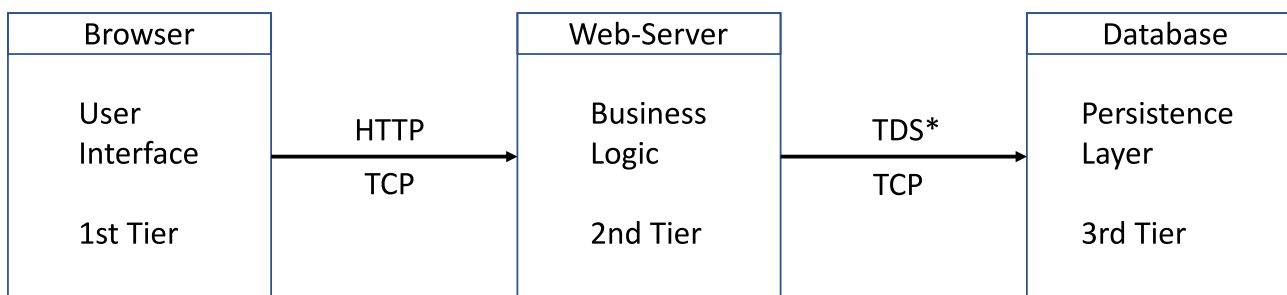 Browser
User
Interface
1st Tier
HTTP
TCP
Web-Server
Business
Logic
2nd Tier
TDS*
TCP
Database
Persistence
Layer
3rd Tier